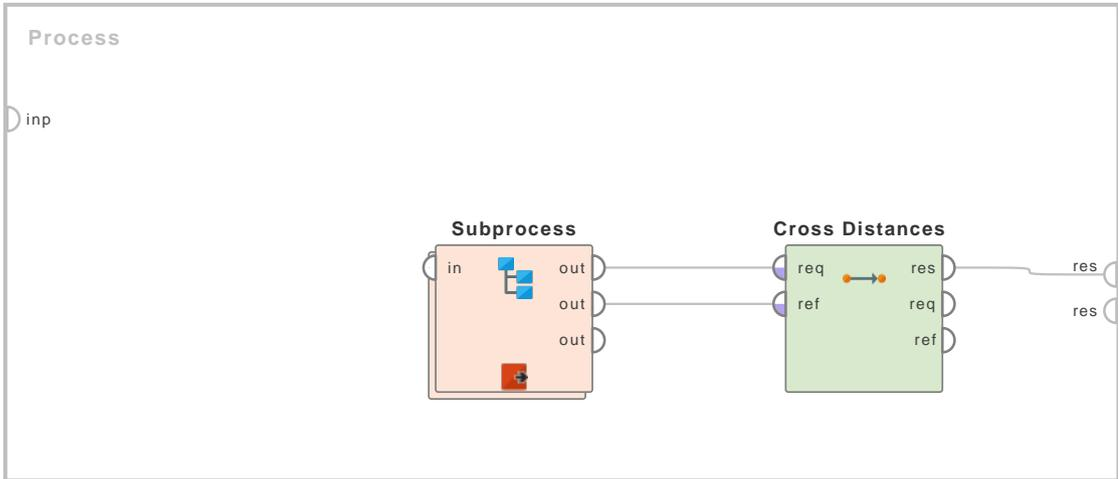 Process
inp
Subprocess
Cross Distances
in
out
req
res
res
out
ref
req
res
out
ref